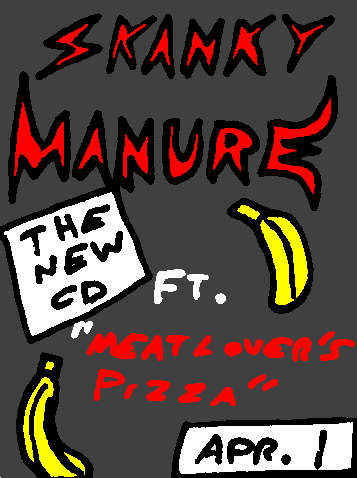 SKANKY
MANURE
THE
NEW
CD
FT.
"MEATLOVER'S
PIZZA"
APR. 1